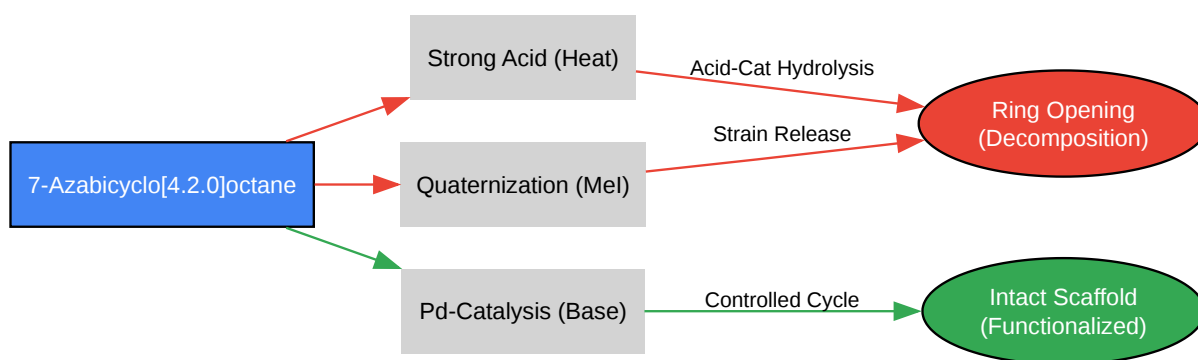 Strong Acid (Heat)
Acid-Cat Hydrolysis
Ring Opening
(Decomposition)
Strain Release
7-Azabicyclo[4.2.0]octane
Quaternization (MeI)
Pd-Catalysis (Base)
Controlled Cycle
Intact Scaffold
(Functionalized)